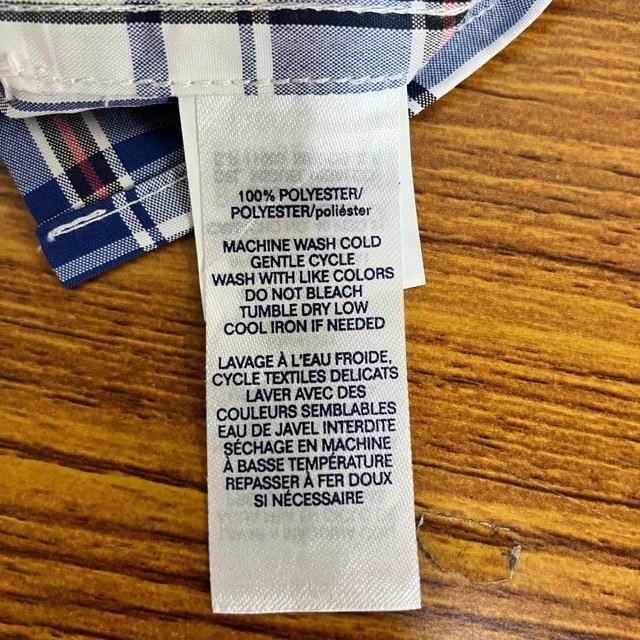 100% POLYESTER/
POLYESTER/poliéster
MACHINE WASH COLD
GENTLE CYCLE
WASH WITH LIKE COLORS
DO NOT BLEACH
TUMBLE DRY LOW
COOL IRON IF NEEDED
LAVAGE À L'EAU FROIDE,
CYCLE TEXTILES DELICATS
LAVER AVEC DES
COULEURS SEMBLABLES
EAU DE JAVEL INTERDITE
SÉCHAGE EN MACHINE
À BASSE TEMPÉRATURE
REPASSER À FER DOUX
SI NÉCESSAIRE